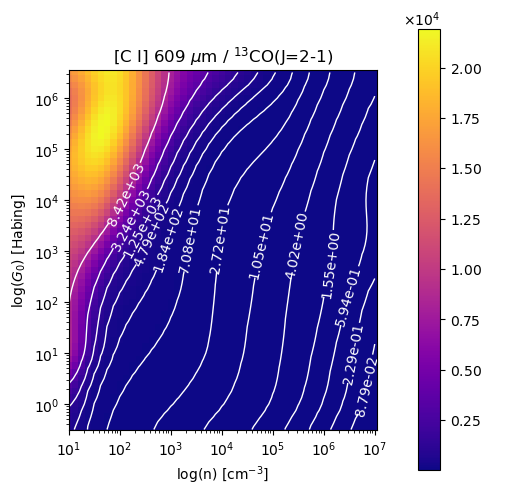 ×10⁴
[C I] 609 μm / ¹³CO(J=2-1)
log(G₀) [Habing]
10⁶
10⁵
10⁴
10³
10²
10¹
10⁰
8.42e+03
3.24e+03
1.25e+03
4.79e+02
1.84e+02
7.08e+01
2.72e+01
1.05e+01
4.02e+00
1.55e+00
5.94e-01
2.29e-01
8.79e-02
10¹ 10² 10³ 10⁴ 10⁵ 10⁶ 10⁷
log(n) [cm⁻³]
2.00
1.75
1.50
1.25
1.00
0.75
0.50
0.25